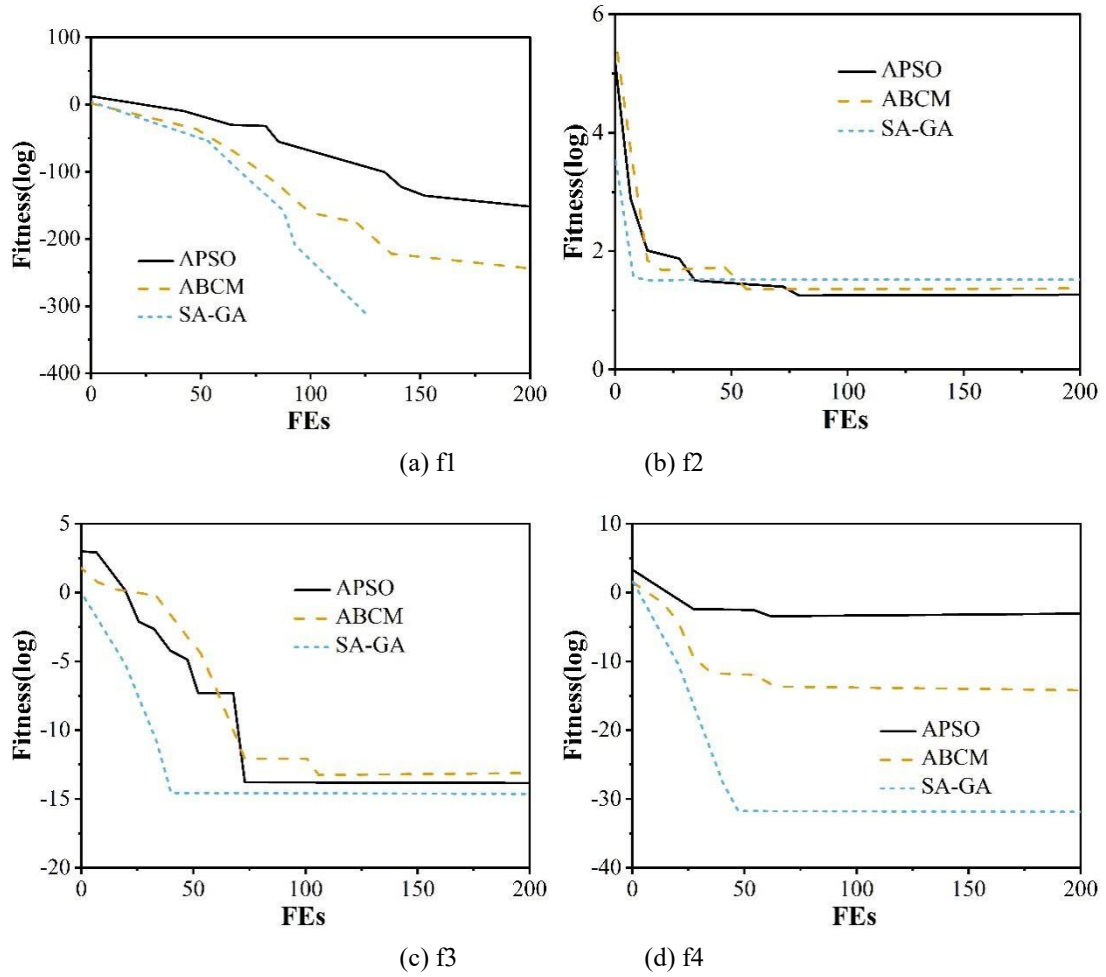 100
0
-100
-200
-300
-400
Fitness(log)
APSO
ABCM
SA-GA
0 50 100 150 200
FEs
(a) f1
6
4
2
0
Fitness(log)
APSO
ABCM
SA-GA
0 50 100 150 200
FEs
(b) f2
5
0
-5
-10
-15
-20
Fitness(log)
APSO
ABCM
SA-GA
0 50 100 150 200
FEs
(c) f3
10
0
-10
-20
-30
-40
Fitness(log)
APSO
ABCM
SA-GA
0 50 100 150 200
FEs
(d) f4